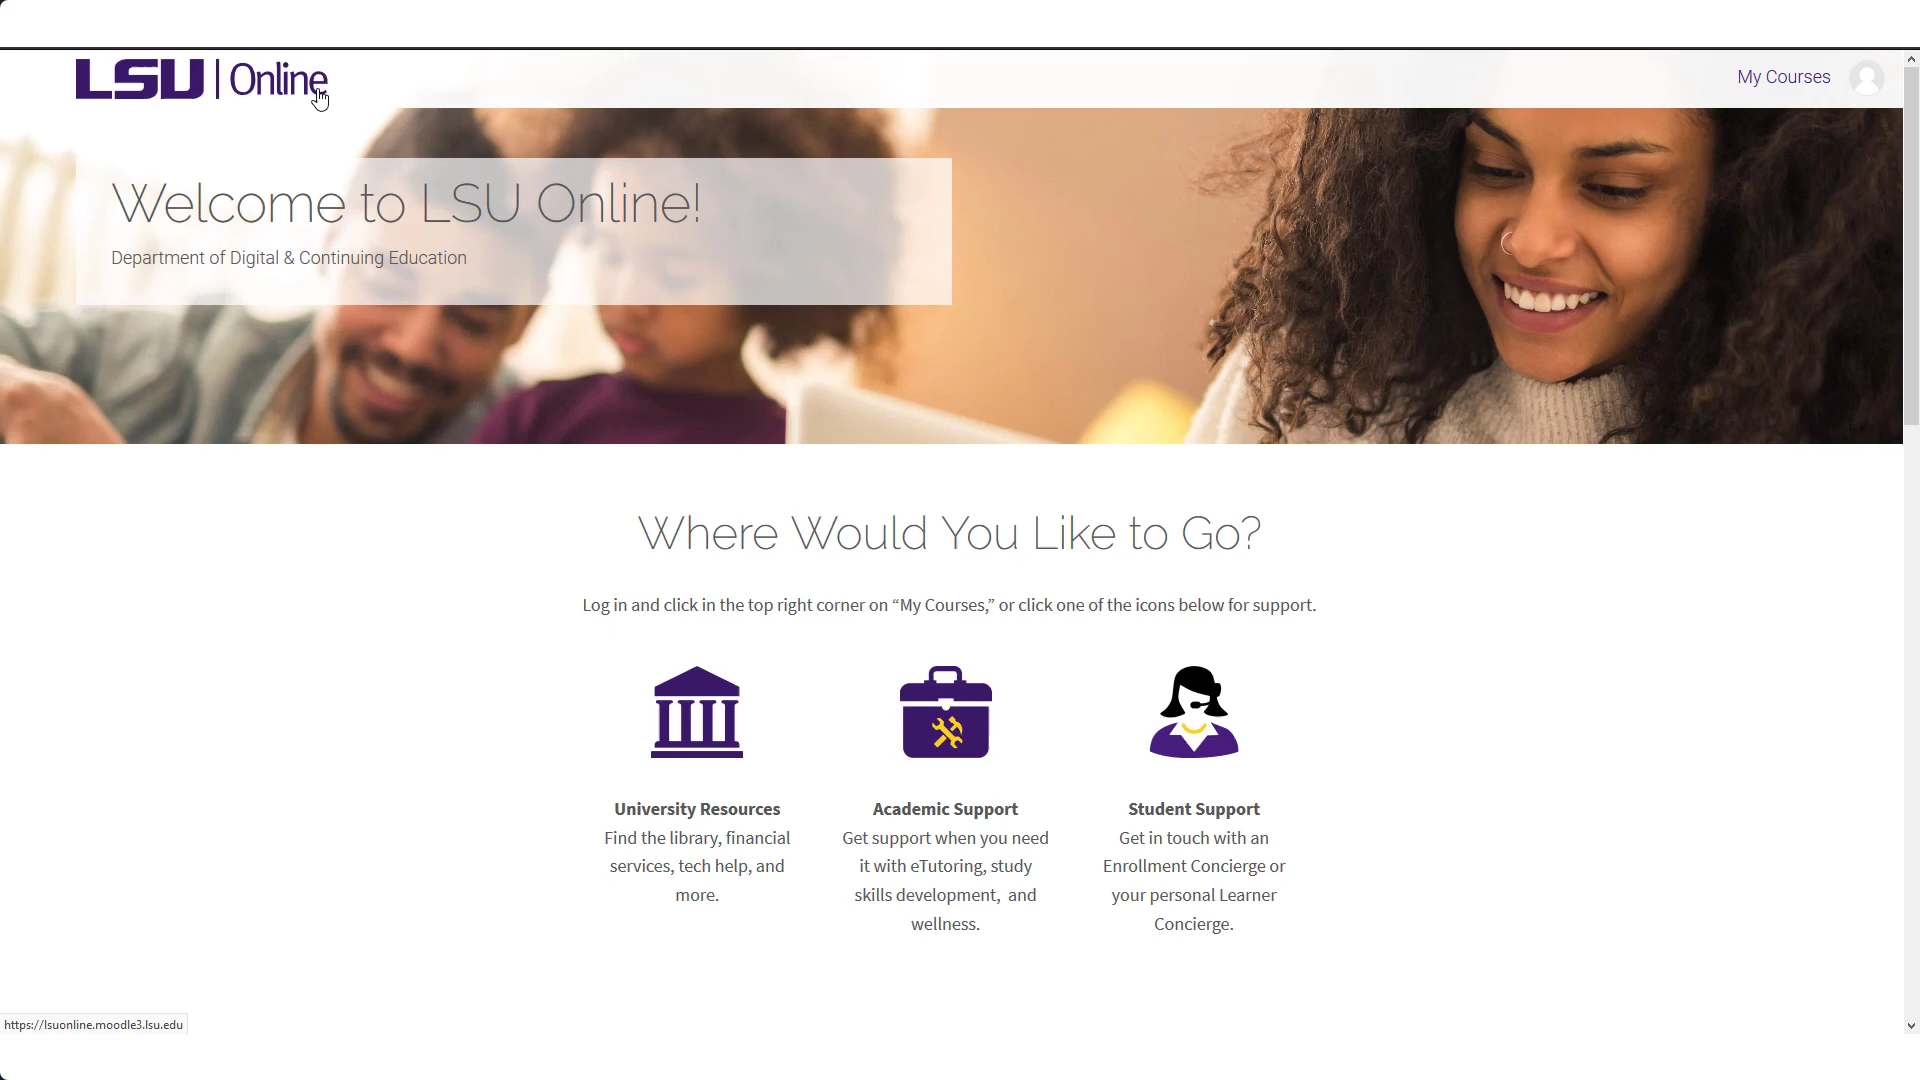 LSU | Online
My Courses
Welcome to LSU Online!
Department of Digital & Continuing Education
Where Would You Like to Go?
Log in and click in the top right corner on “My Courses,” or click one of the icons below for support.
University Resources
Find the library, financial
services, tech help, and
more.
Academic Support
Get support when you need
it with eTutoring, study
skills development, and
wellness.
Student Support
Get in touch with an
Enrollment Concierge or
your personal Learner
Concierge.
https://lsuonline.moodle3.lsu.edu